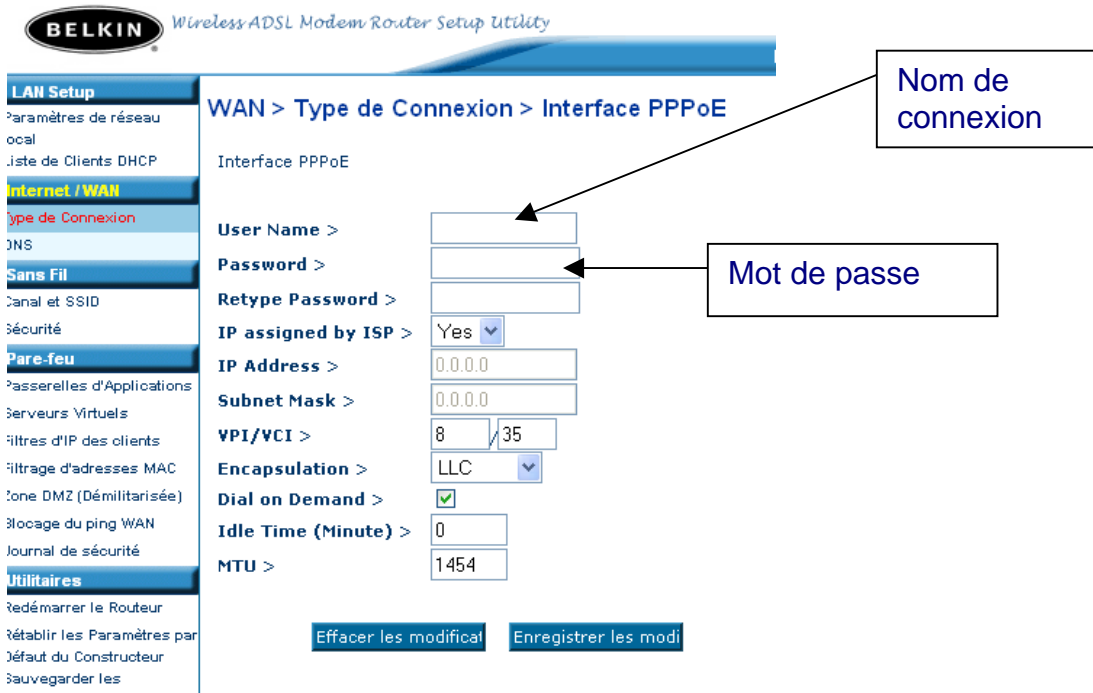 BELKIN
Wireless ADSL Modem Router Setup Utility
LAN Setup
Paramètres de réseau
ocal
Liste de Clients DHCP
Internet / WAN
Type de Connexion
DNS
Sans Fil
Canal et SSID
Sécurité
Pare-feu
Passerelles d'Applications
Serveurs Virtuels
Filtres d'IP des clients
Filtrage d'adresses MAC
Zone DMZ (Démilitarisée)
Blocage du ping WAN
Journal de sécurité
Utilitaires
Redémarrer le Routeur
Rétablir les Paramètres par
Défaut du Constructeur
Sauvegarder les
WAN > Type de Connexion > Interface PPPoE
Interface PPPoE
User Name >
Password >
Retype Password >
IP assigned by ISP > Yes
IP Address > 0.0.0.0
Subnet Mask > 0.0.0.0
VPI/VCI > 8 / 35
Encapsulation > LLC
Dial on Demand >
Idle Time (Minute) > 0
MTU > 1454
Effacer les modificat Enregistrer les modi
Nom de
connexion
Mot de passe